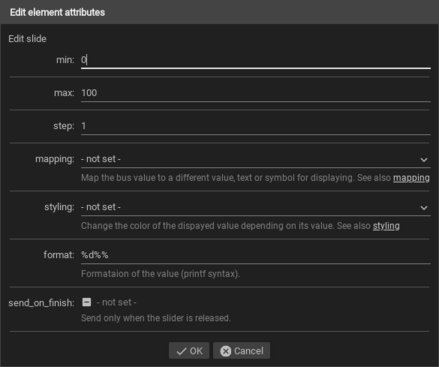 Edit element attributes
Edit slide
min: 0
max: 100
step: 1
mapping: - not set -
Map the bus value to a different value, text or symbol for displaying. See also mapping
styling: - not set -
Change the color of the dispayed value depending on its value. See also styling
format: %d%%
Formataion of the value (printf syntax).
send_on_finish: - not set -
Send only when the slider is released.
OK Cancel